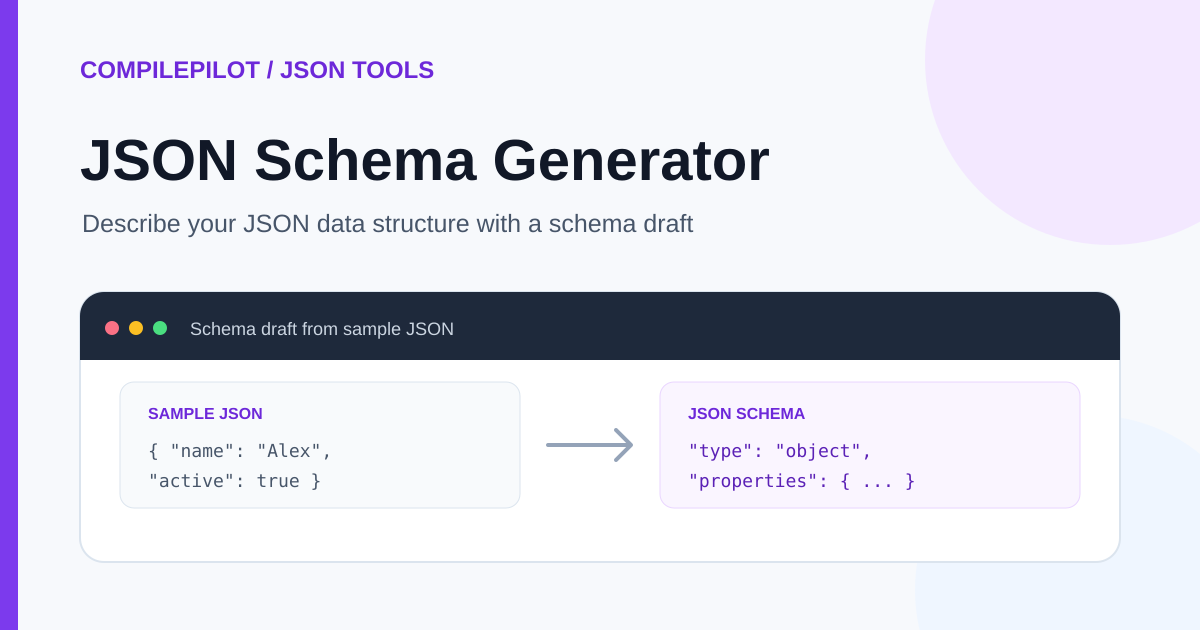 COMPILEPILOT / JSON TOOLS
JSON Schema Generator
Describe your JSON data structure with a schema draft
Schema draft from sample JSON
SAMPLE JSON
{ "name": "Alex",
"active": true }
JSON SCHEMA
"type": "object",
"properties": { ... }